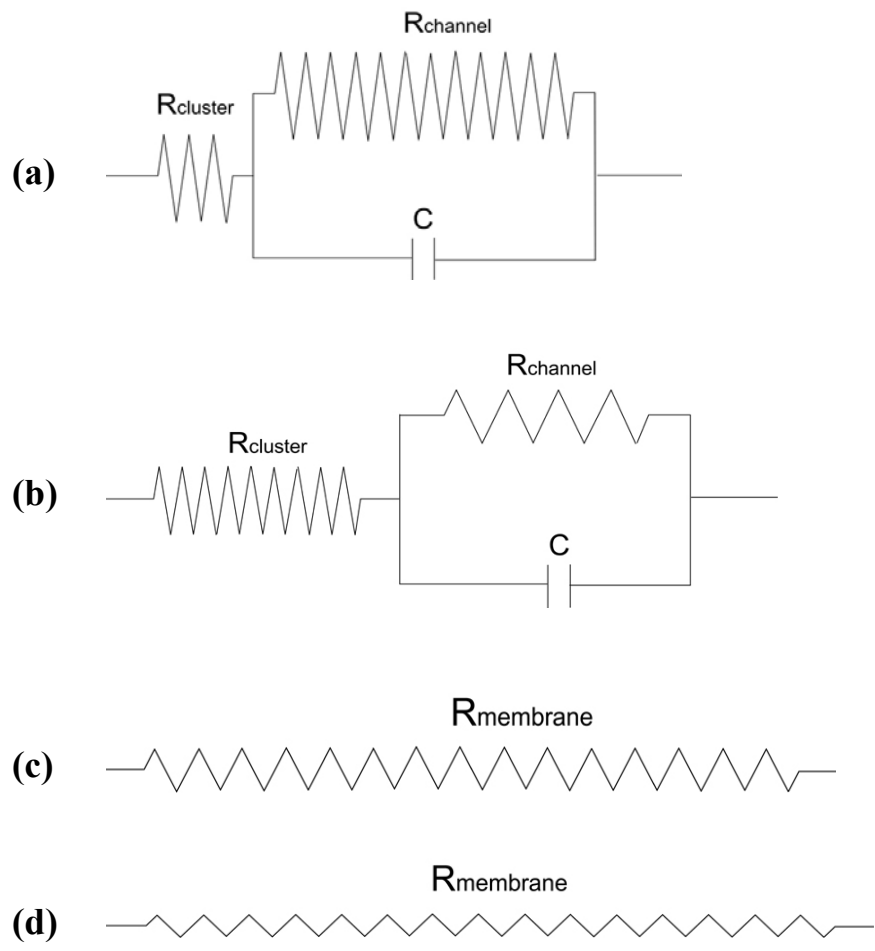 Rchannel
Rcluster
(a)
C
Rchannel
Rcluster
(b)
C
Rmembrane
(c)
Rmembrane
(d)